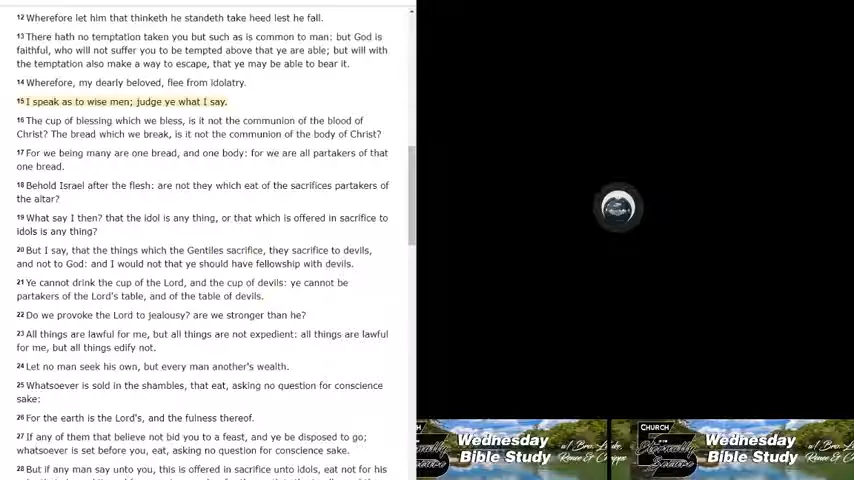 12 Wherefore let him that thinketh he standeth take heed lest he fall.
13 There hath no temptation taken you but such as is common to man: but God is
faithful, who will not suffer you to be tempted above that ye are able; but will with
the temptation also make a way to escape, that ye may be able to bear it.
14 Wherefore, my dearly beloved, flee from idolatry.
15 I speak as to wise men; judge ye what I say.
16 The cup of blessing which we bless, is it not the communion of the blood of
Christ? The bread which we break, is it not the communion of the body of Christ?
17 For we being many are one bread, and one body: for we are all partakers of that
one bread.
18 Behold Israel after the flesh: are not they which eat of the sacrifices partakers of
the altar?
19 What say I then? that the idol is any thing, or that which is offered in sacrifice to
idols is any thing?
20 But I say, that the things which the Gentiles sacrifice, they sacrifice to devils,
and not to God: and I would not that ye should have fellowship with devils.
21 Ye cannot drink the cup of the Lord, and the cup of devils: ye cannot be
partakers of the Lord's table, and of the table of devils.
22 Do we provoke the Lord to jealousy? are we stronger than he?
23 All things are lawful for me, but all things are not expedient: all things are lawful
for me, but all things edify not.
24 Let no man seek his own, but every man another's wealth.
25 Whatsoever is sold in the shambles, that eat, asking no question for conscience
sake:
26 For the earth is the Lord's, and the fulness thereof.
27 If any of them that believe not bid you to a feast, and ye be disposed to go;
whatsoever is set before you, eat, asking no question for conscience sake.
28 But if any man say unto you, this is offered in sacrifice unto idols, eat not for his
CH
Eternally
Secure
Wednesday
Bible Study
w/ Bro. Luke,
Renee & Chappy
CHURCH
Eternally
Secure
Wednesday
Bible Study